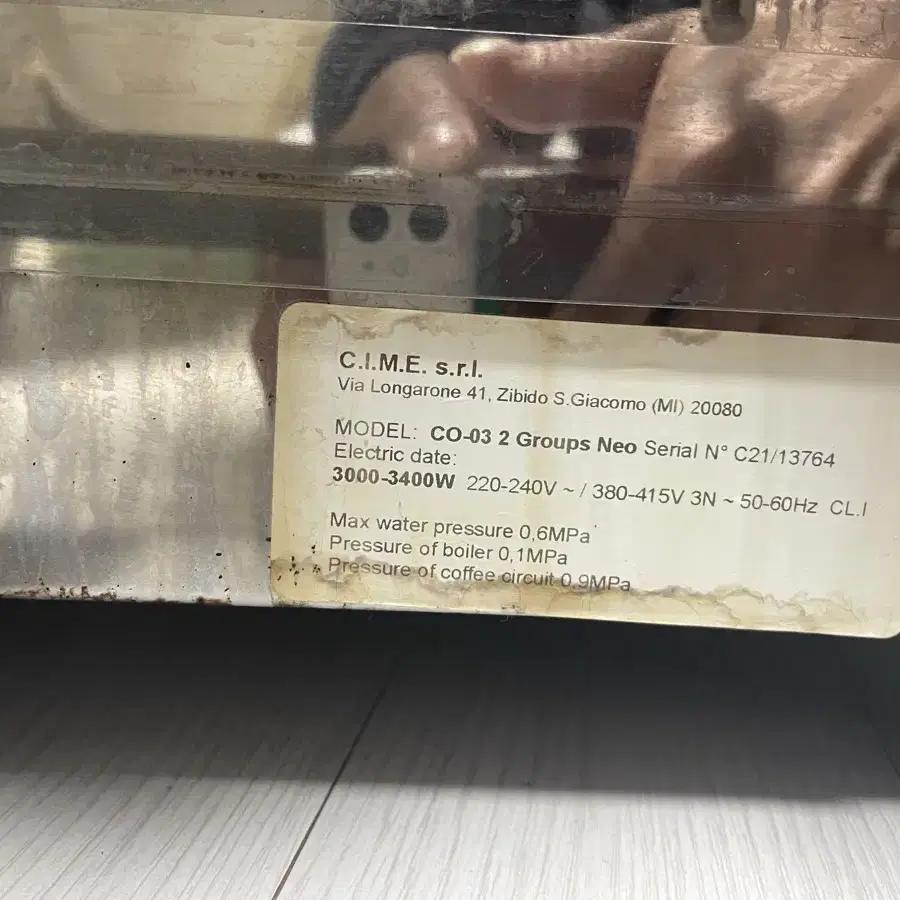 C.I.M.E. s.r.l.
Via Longarone 41, Zibido S.Giacomo (MI) 20080
MODEL: CO-03 2 Groups Neo Serial N° C21/13764
Electric date:
3000-3400W 220-240V ~ / 380-415V 3N ~ 50-60Hz CL.I
Max water pressure 0,6MPa
Pressure of boiler 0,1MPa
Pressure of coffee circuit 0,9MPa